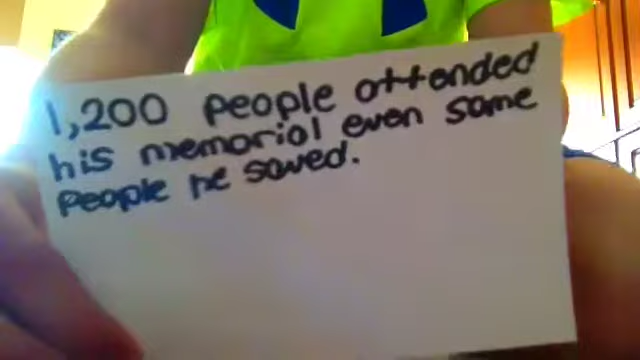 1,200 people attended
his memorial even some
people he saved.